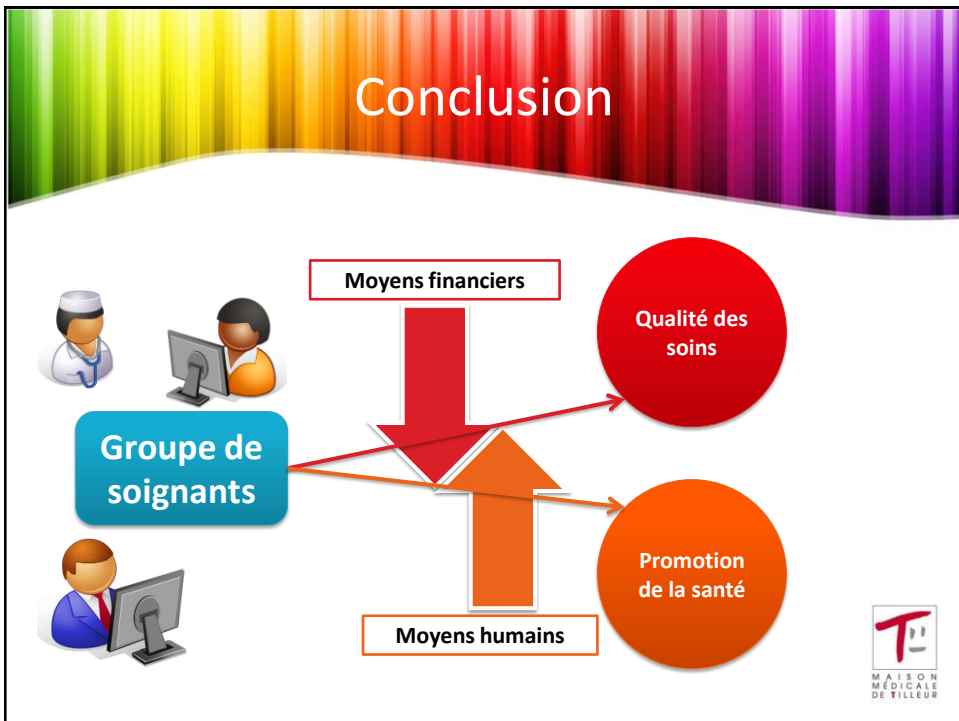 Conclusion
Moyens financiers
Qualité des
soins
Groupe de
soignants
Promotion
de la santé
Moyens humains
MAISON
MÉDICALE
DE TILLEUR